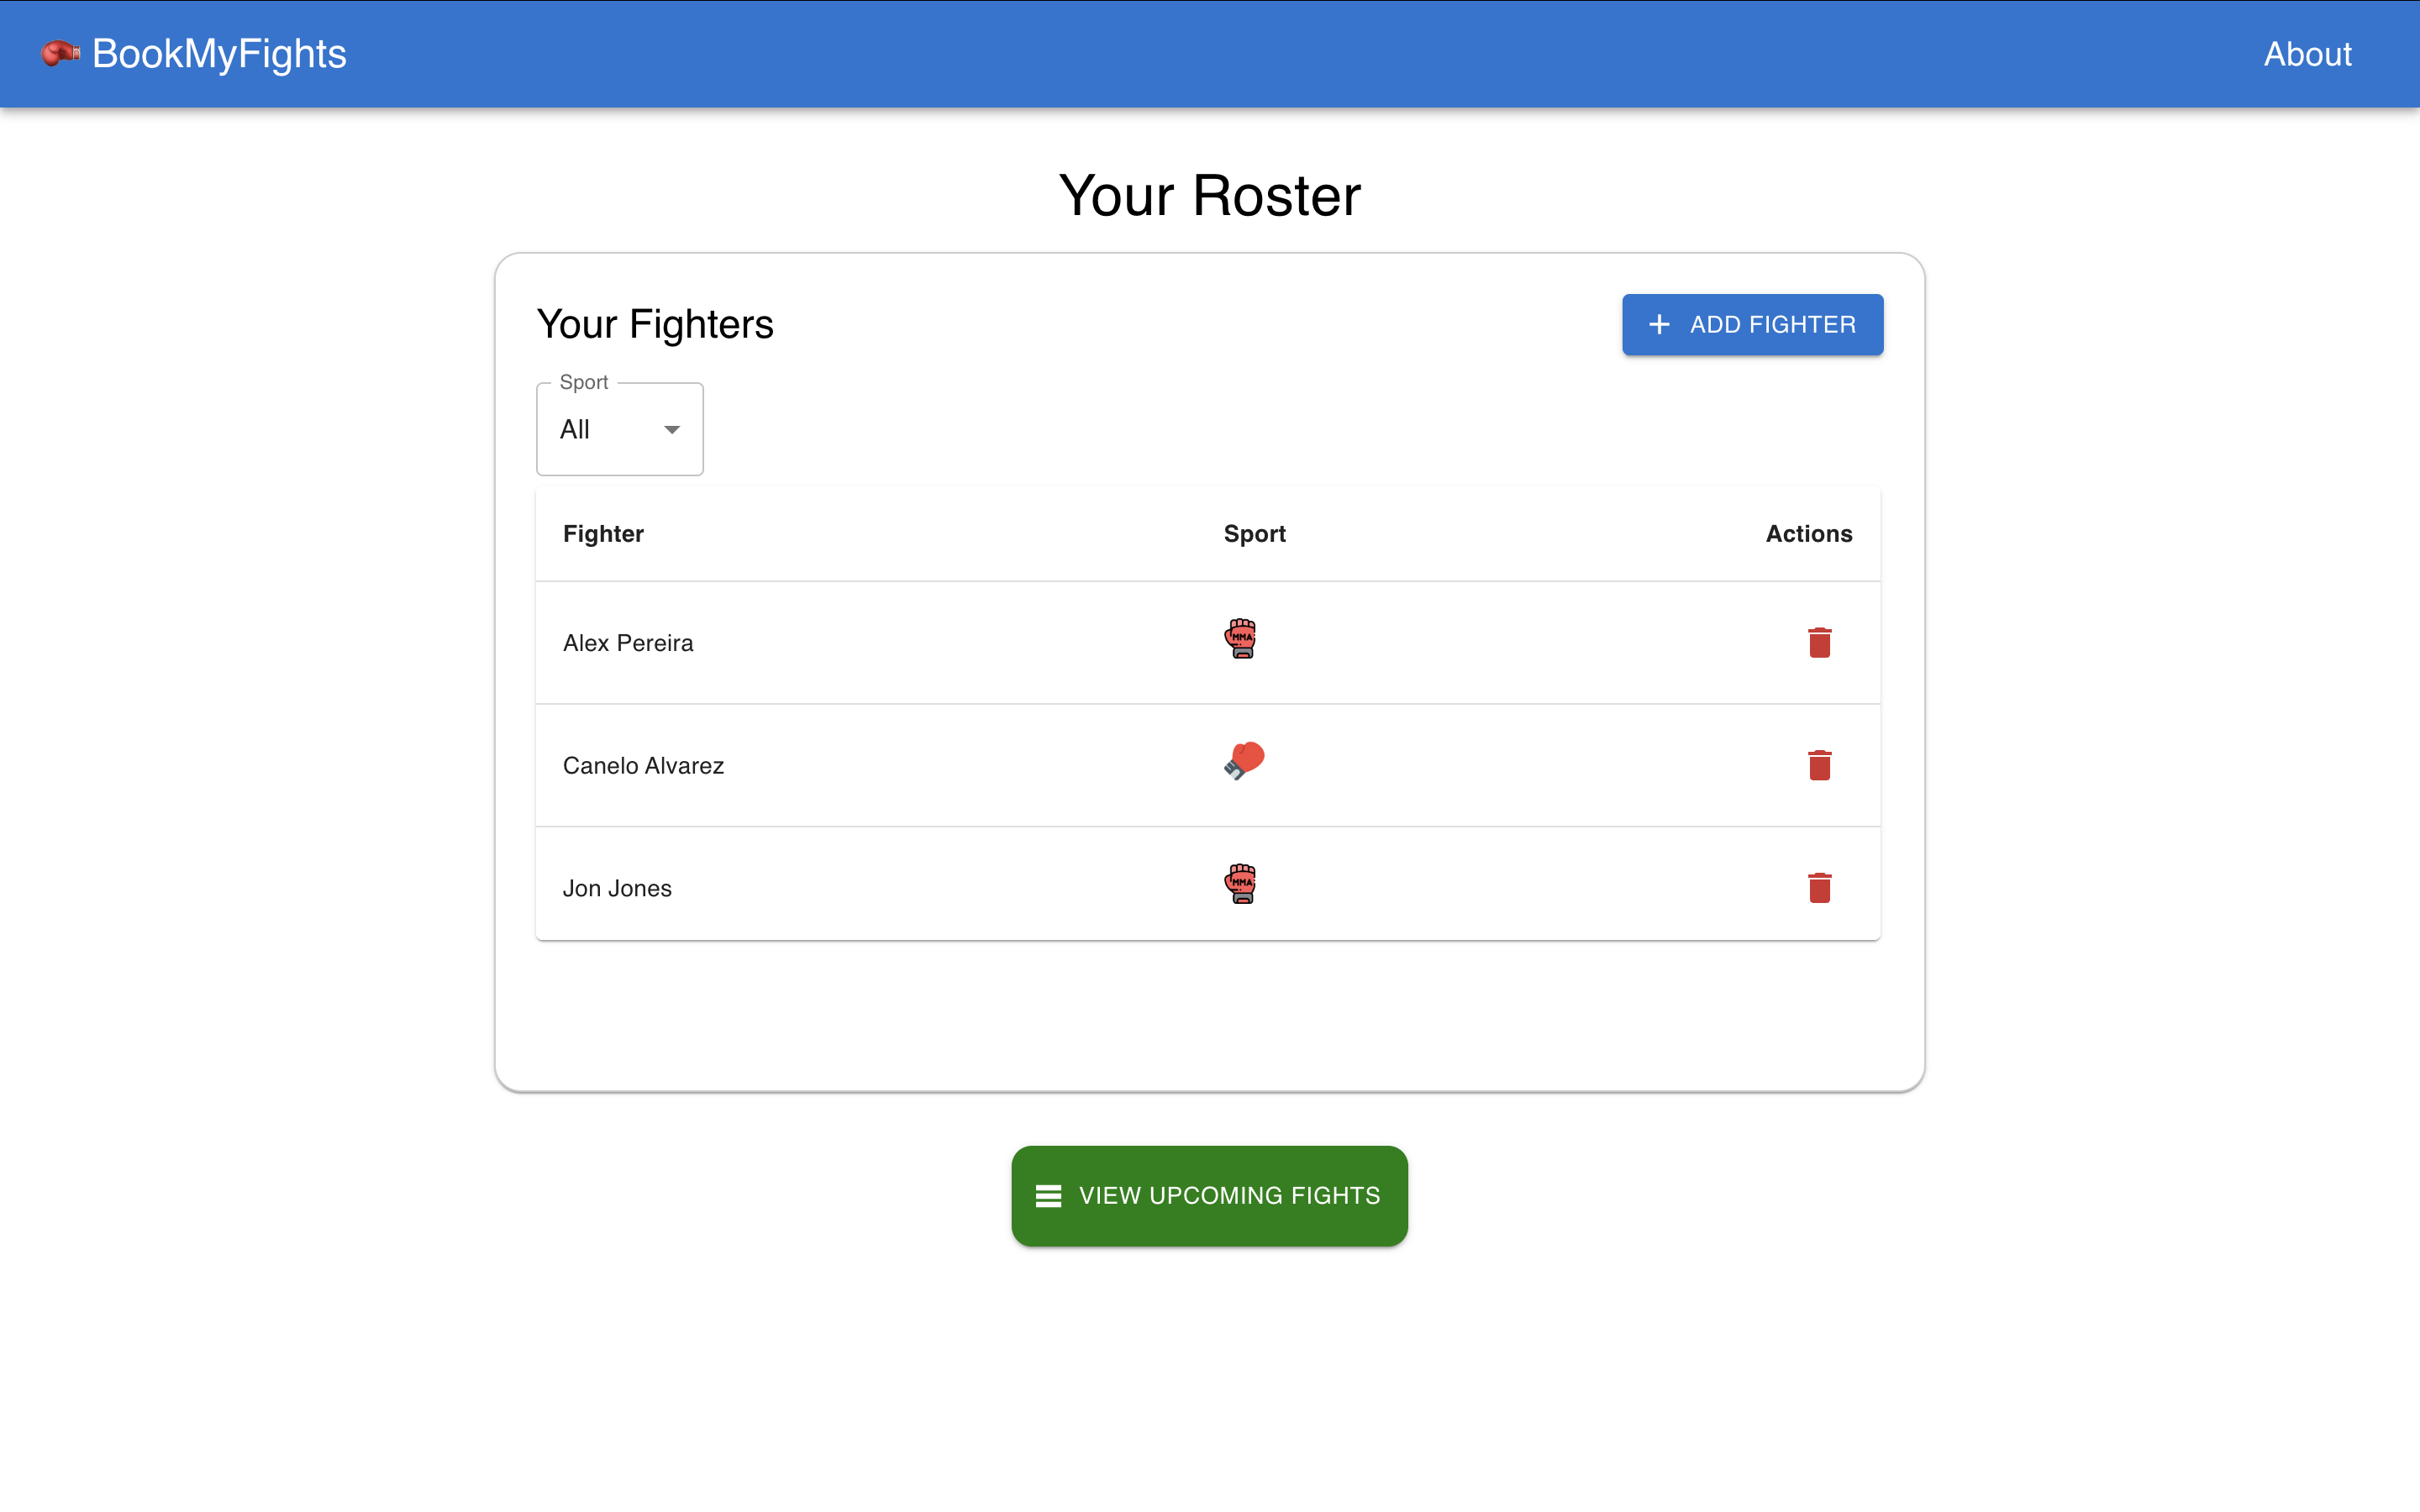 BookMyFights
About
Your Roster
Your Fighters
ADD FIGHTER
Sport
All
Fighter Sport Actions
Alex Pereira MMA
Canelo Alvarez
Jon Jones MMA
VIEW UPCOMING FIGHTS